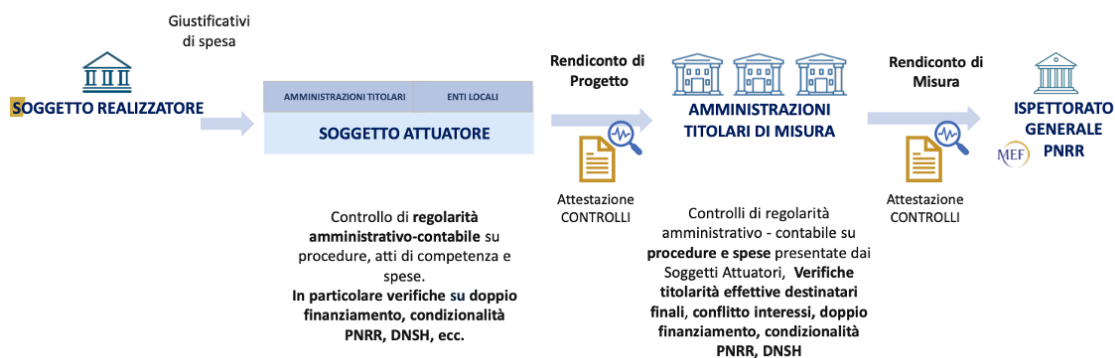 Giustificativi
di spesa
SOGGETTO REALIZZATORE
AMMINISTRAZIONI TITOLARI
ENTI LOCALI
SOGGETTO ATTUATORE
Controllo di regolarità
amministrativo-contabile su
procedure, atti di competenza e
spese.
In particolare verifiche su doppio
finanziamento, condizionalità
PNRR, DNSH, ecc.
Rendiconto di
Progetto
Attestazione
CONTROLLI
AMMINISTRAZIONI
TITOLARI DI MISURA
Controlli di regolarità
amministrativo - contabile su
procedure e spese presentate dai
Soggetti Attuatori, Verifiche
titolarità effettive destinatari
finali, conflitto interessi, doppio
finanziamento, condizionalità
PNRR, DNSH
Rendiconto di
Misura
Attestazione
CONTROLLI
ISPETTORATO
GENERALE
PNRR
MEF